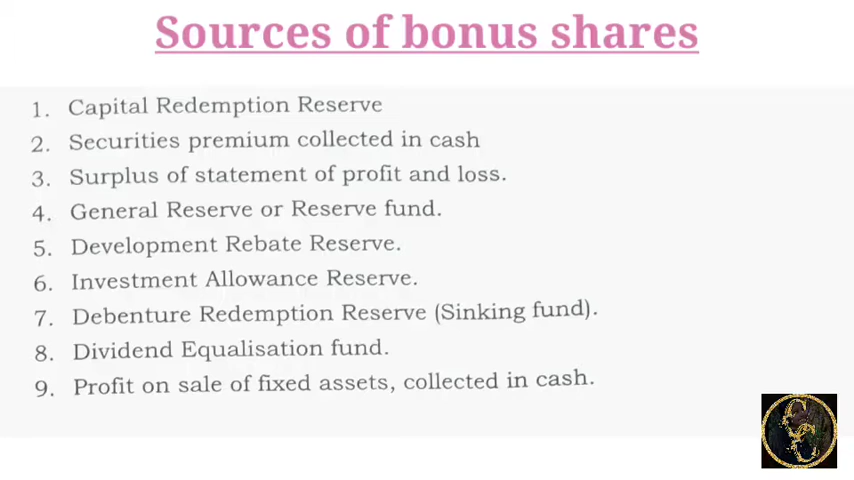 Sources of bonus shares
1. Capital Redemption Reserve
2. Securities premium collected in cash
3. Surplus of statement of profit and loss.
4. General Reserve or Reserve fund.
5. Development Rebate Reserve.
6. Investment Allowance Reserve.
7. Debenture Redemption Reserve (Sinking fund).
8. Dividend Equalisation fund.
9. Profit on sale of fixed assets, collected in cash.